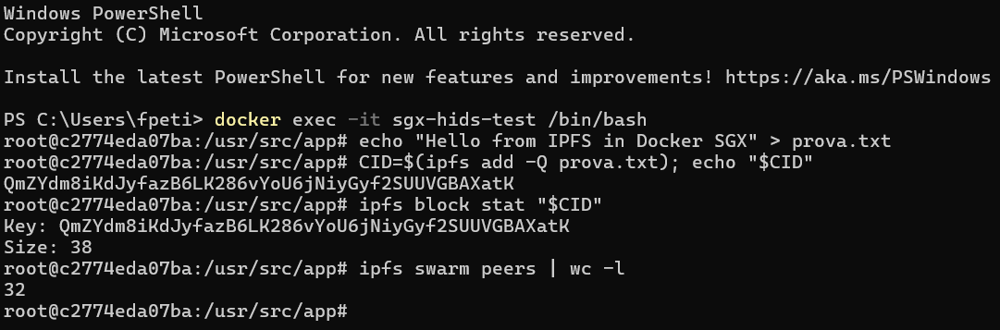 Windows PowerShell
Copyright (C) Microsoft Corporation. All rights reserved.
Install the latest PowerShell for new features and improvements! https://aka.ms/PSWindows
PS C:\Users\fpeti> docker exec -it sgx-hids-test /bin/bash
root@c2774eda07ba:/usr/src/app# echo "Hello from IPFS in Docker SGX" > prova.txt
root@c2774eda07ba:/usr/src/app# CID=$(ipfs add -Q prova.txt); echo "$CID"
QmZYdm8iKdJyfazB6LK286vYoU6jNiyGyf2SUUVGBAXatK
root@c2774eda07ba:/usr/src/app# ipfs block stat "$CID"
Key: QmZYdm8iKdJyfazB6LK286vYoU6jNiyGyf2SUUVGBAXatK
Size: 38
root@c2774eda07ba:/usr/src/app# ipfs swarm peers | wc -l
32
root@c2774eda07ba:/usr/src/app#